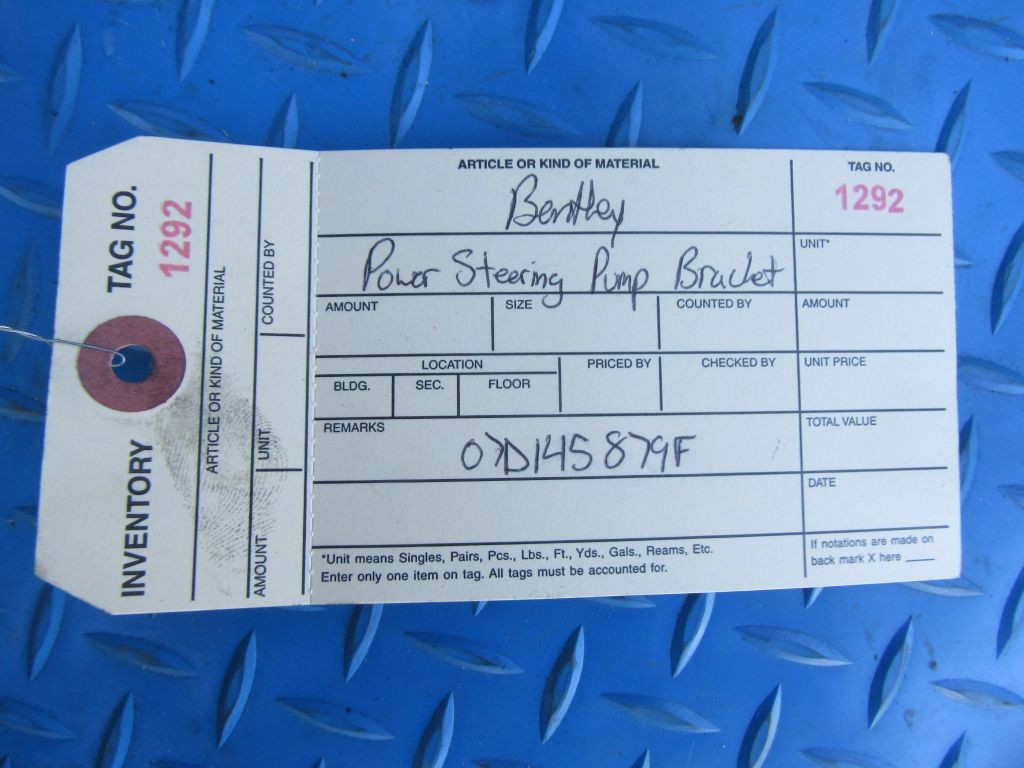 INVENTORY TAG NO.
1292
ARTICLE OR KIND OF MATERIAL
AMOUNT UNIT COUNTED BY
ARTICLE OR KIND OF MATERIAL
Bentley
TAG NO.
1292
Power Steering Pump Bracket
UNIT*
AMOUNT SIZE COUNTED BY AMOUNT
LOCATION PRICED BY CHECKED BY UNIT PRICE
BLDG. SEC. FLOOR
REMARKS TOTAL VALUE
07D145879F
DATE
*Unit means Singles, Pairs, Pcs., Lbs., Ft., Yds., Gals., Reams, Etc.
Enter only one item on tag. All tags must be accounted for.
If notations are made on
back mark X here ____